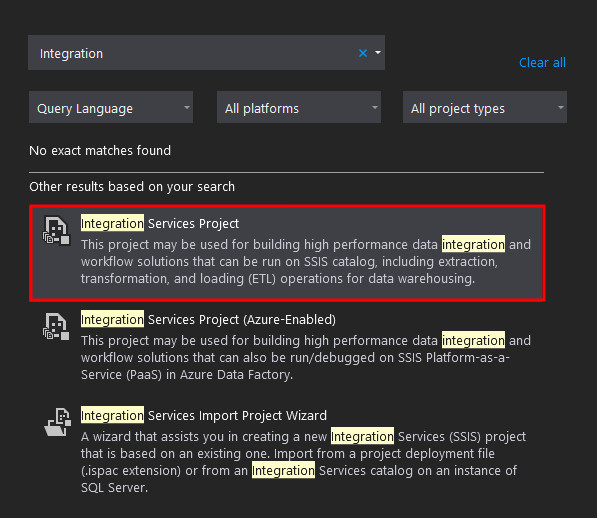 Integration
Clear all
Query Language
All platforms
All project types
No exact matches found
Other results based on your search
Integration Services Project
This project may be used for building high performance data integration and
workflow solutions that can be run on SSIS catalog, including extraction,
transformation, and loading (ETL) operations for data warehousing.
Integration Services Project (Azure-Enabled)
This project may be used for building high performance data integration and
workflow solutions that can also be run/debugged on SSIS Platform-as-a-
Service (PaaS) in Azure Data Factory.
Integration Services Import Project Wizard
A wizard that assists you in creating a new Integration Services (SSIS) project
that is based on an existing one. Import from a project deployment file
(.ispac extension) or from an Integration Services catalog on an instance of
SQL Server.